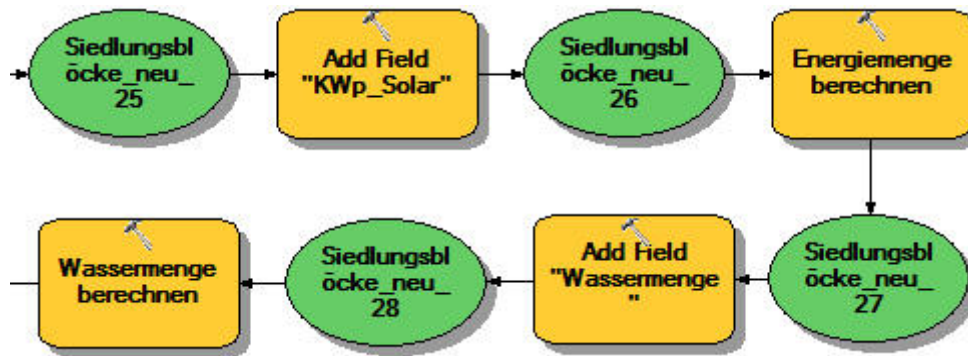 Siedlungsbl
öcke_neu_
25
Add Field
"KWp_Solar"
Siedlungsbl
öcke_neu_
26
Energiemenge
berechnen
Wassermenge
berechnen
Siedlungsbl
öcke_neu_
28
Add Field
"Wassermenge
"
Siedlungsbl
öcke_neu_
27